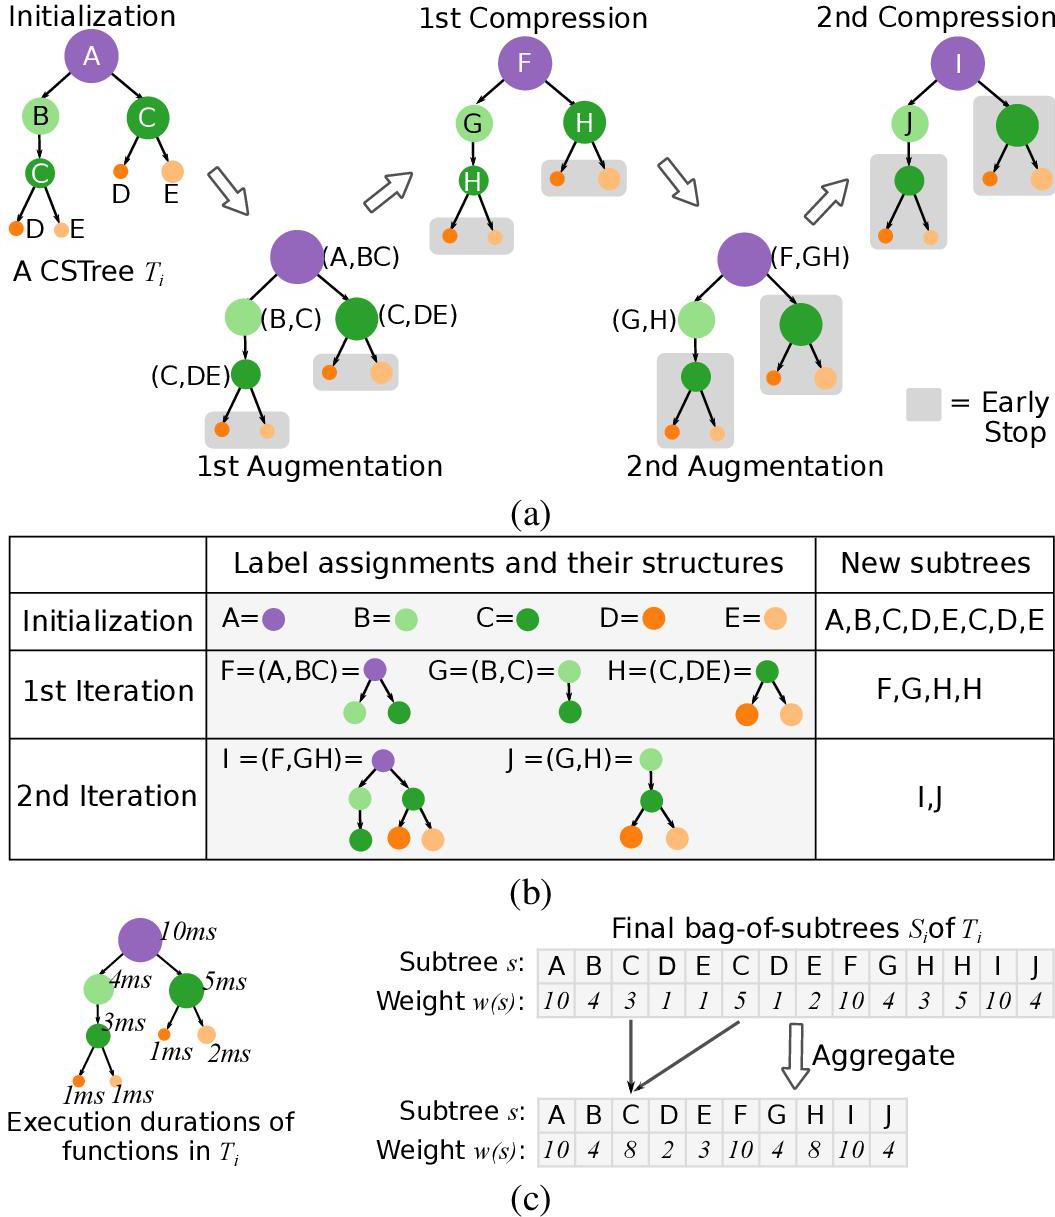 Initialization
1st Compression
2nd Compression
A
F
I
B
C
G
H
J
C
D
E
H
D
E
A CSTree Ti
(A,BC)
(F,GH)
(B,C)
(C,DE)
(G,H)
(C,DE)
= Early
Stop
1st Augmentation
2nd Augmentation
(a)
Label assignments and their structures
New subtrees
Initialization
A=
B=
C=
D=
E=
A,B,C,D,E,C,D,E
1st Iteration
F=(A,BC)=
G=(B,C)=
H=(C,DE)=
F,G,H,H
2nd Iteration
I =(F,GH)=
J =(G,H)=
I,J
(b)
10ms
4ms
5ms
3ms
1ms
2ms
1ms
1ms
Execution durations of
functions in Ti
Final bag-of-subtrees Si of Ti
Subtree s: A B C D E C D E F G H H I J
Weight w(s): 10 4 3 1 1 5 1 2 10 4 3 5 10 4
Aggregate
Subtree s: A B C D E F G H I J
Weight w(s): 10 4 8 2 3 10 4 8 10 4
(c)